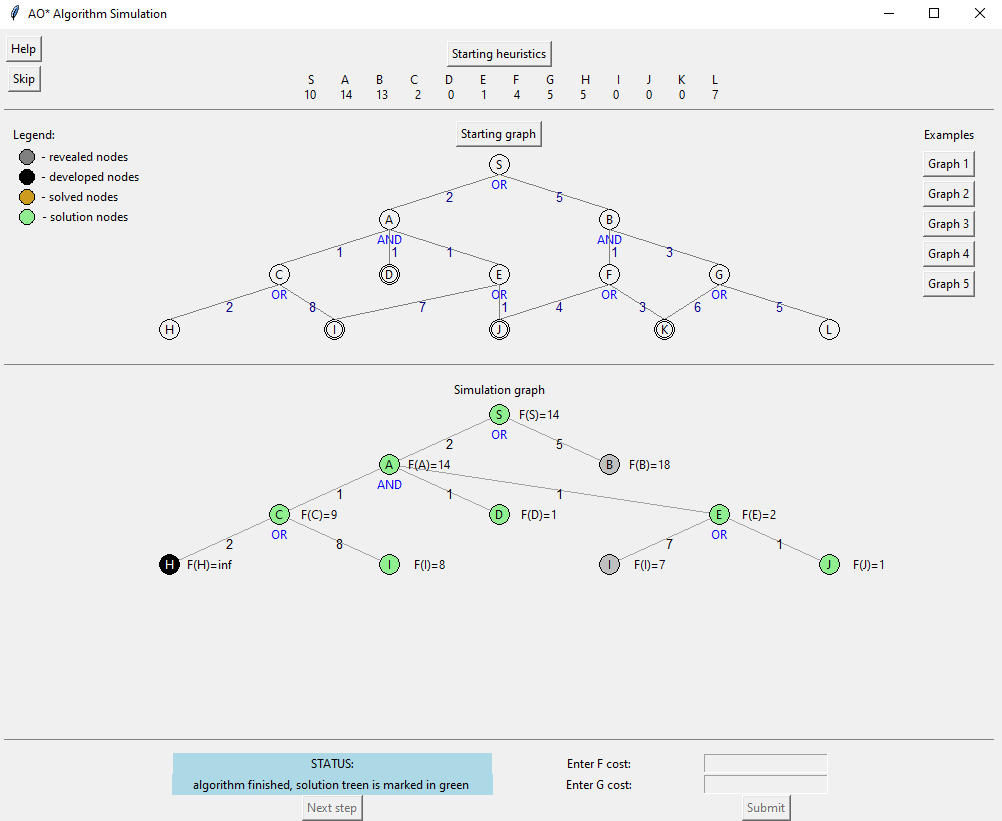 AO* Algorithm Simulation
Help
Starting heuristics
Skip
S A B C D E F G H I J K L
10 14 13 2 0 1 4 5 5 0 0 0 7
Legend:
Starting graph
Examples
- revealed nodes
- developed nodes
- solved nodes
- solution nodes
Graph 1
Graph 2
Graph 3
Graph 4
Graph 5
S
OR
2 5
A B
AND AND
1 1 1 1 3
C D E F G
OR OR OR OR
2 8 7 1 4 3 6 5
H I J K L
Simulation graph
S F(S)=14
OR
2 5
A F(A)=14 B F(B)=18
AND
1 1 1
C F(C)=9 D F(D)=1 E F(E)=2
OR OR
2 8 7 1
H F(H)=inf I F(I)=8 I F(I)=7 J F(J)=1
STATUS:
algorithm finished, solution treen is marked in green
Next step
Enter F cost:
Enter G cost:
Submit